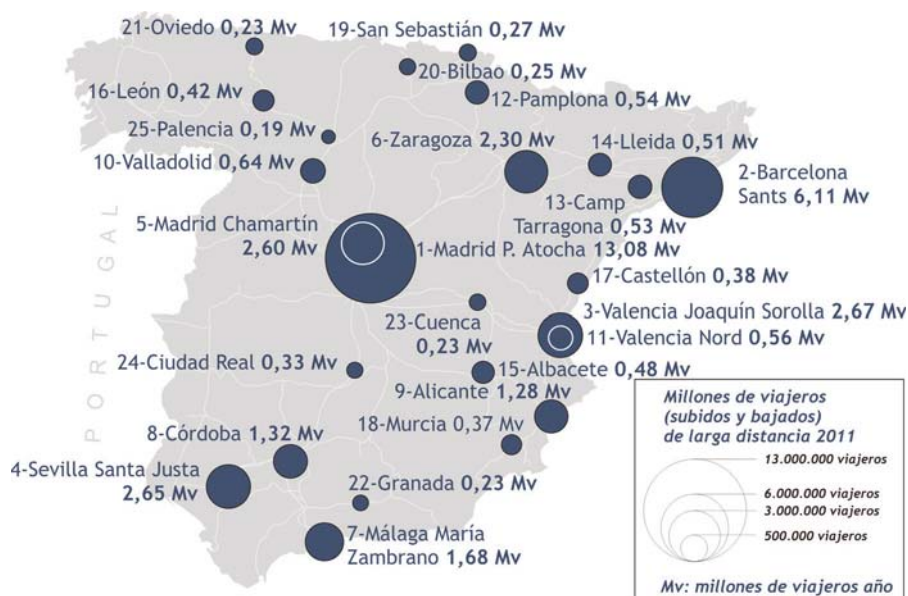 21-Oviedo 0,23 Mv
19-San Sebastián 0,27 Mv
20-Bilbao 0,25 Mv
16-León 0,42 Mv
12-Pamplona 0,54 Mv
25-Palencia 0,19 Mv
6-Zaragoza 2,30 Mv
14-Lleida 0,51 Mv
10-Valladolid 0,64 Mv
2-Barcelona
Sants 6,11 Mv
13-Camp
Tarragona 0,53 Mv
5-Madrid Chamartín
2,60 Mv
1-Madrid P. Atocha 13,08 Mv
PORTUGAL
17-Castellón 0,38 Mv
3-Valencia Joaquín Sorolla 2,67 Mv
11-Valencia Nord 0,56 Mv
23-Cuenca
0,23 Mv
24-Ciudad Real 0,33 Mv
15-Albacete 0,48 Mv
9-Alicante 1,28 Mv
18-Murcia 0,37 Mv
8-Córdoba 1,32 Mv
4-Sevilla Santa Justa
2,65 Mv
22-Granada 0,23 Mv
7-Málaga María
Zambrano 1,68 Mv
Millones de viajeros
(subidos y bajados)
de larga distancia 2011
13.000.000 viajeros
6.000.000 viajeros
3.000.000 viajeros
500.000 viajeros
Mv: millones de viajeros año